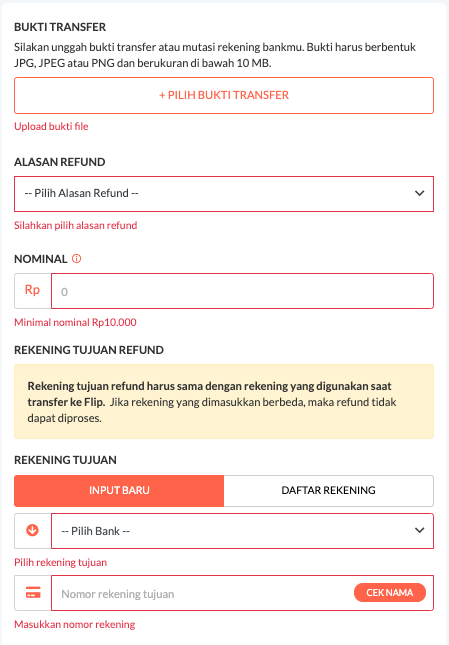 BUKTI TRANSFER
Silakan unggah bukti transfer atau mutasi rekening bankmu. Bukti harus berbentuk
JPG, JPEG atau PNG dan berukuran di bawah 10 MB.
+ PILIH BUKTI TRANSFER
Upload bukti file
ALASAN REFUND
-- Pilih Alasan Refund --
Silahkan pilih alasan refund
NOMINAL
Rp 0
Minimal nominal Rp10.000
REKENING TUJUAN REFUND
Rekening tujuan refund harus sama dengan rekening yang digunakan saat
transfer ke Flip. Jika rekening yang dimasukkan berbeda, maka refund tidak
dapat diproses.
REKENING TUJUAN
INPUT BARU DAFTAR REKENING
-- Pilih Bank --
Pilih rekening tujuan
Nomor rekening tujuan CEK NAMA
Masukkan nomor rekening